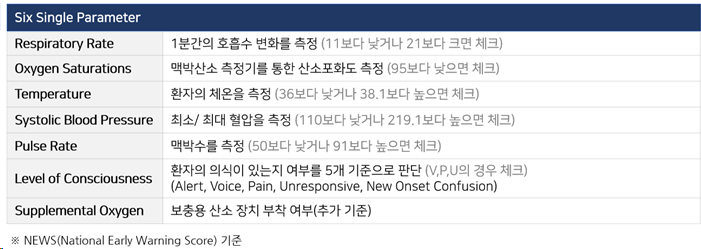 Six Single Parameter
Respiratory Rate 1분간의 호흡수 변화를 측정 (11보다 낮거나 21보다 크면 체크)
Oxygen Saturations 맥박산소 측정기를 통한 산소포화도 측정 (95보다 낮으면 체크)
Temperature 환자의 체온을 측정 (36보다 낮거나 38.1보다 높으면 체크)
Systolic Blood Pressure 최소/ 최대 혈압을 측정 (110보다 낮거나 219.1보다 높으면 체크)
Pulse Rate 맥박수를 측정 (50보다 낮거나 91보다 높으면 체크)
Level of Consciousness 환자의 의식이 있는지 여부를 5개 기준으로 판단 (V,P,U의 경우 체크)
(Alert, Voice, Pain, Unresponsive, New Onset Confusion)
Supplemental Oxygen 보충용 산소 장치 부착 여부(추가 기준)
※ NEWS(National Early Warning Score) 기준